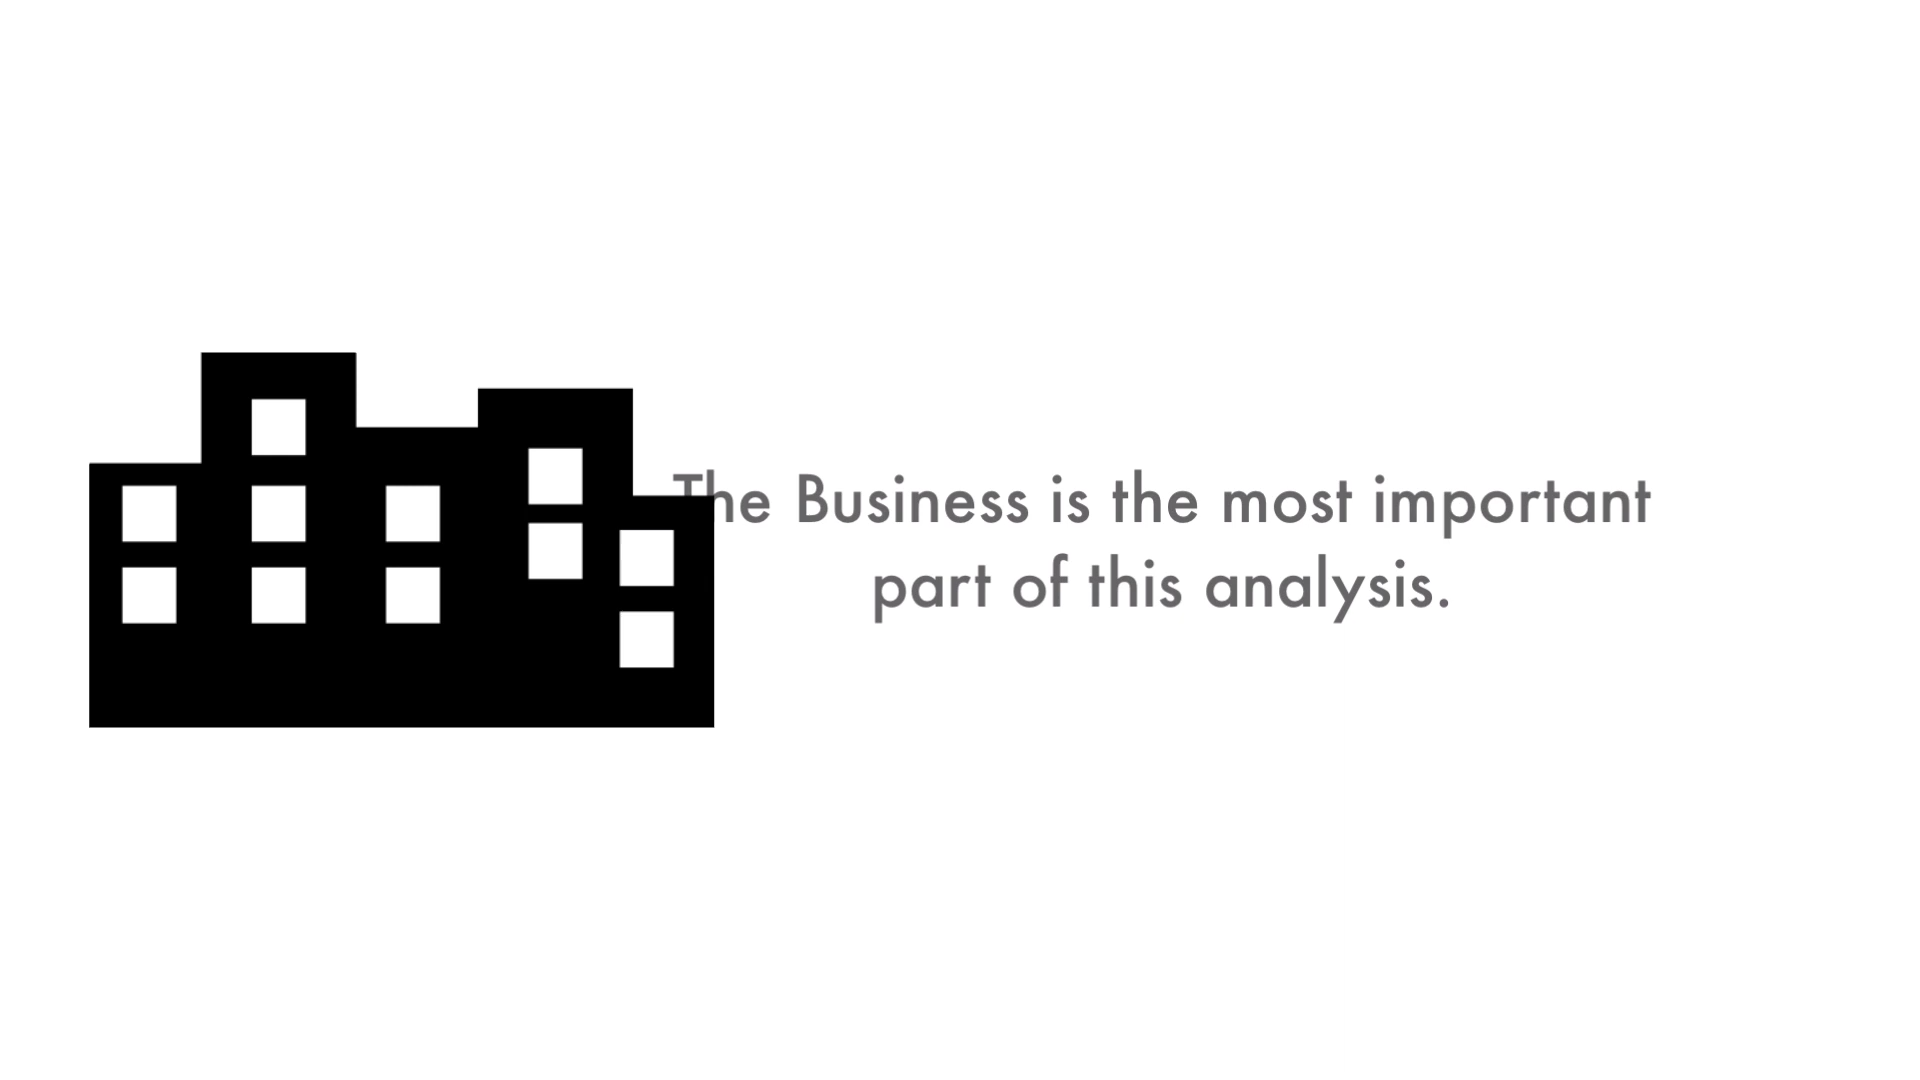 The Business is the most important
part of this analysis.